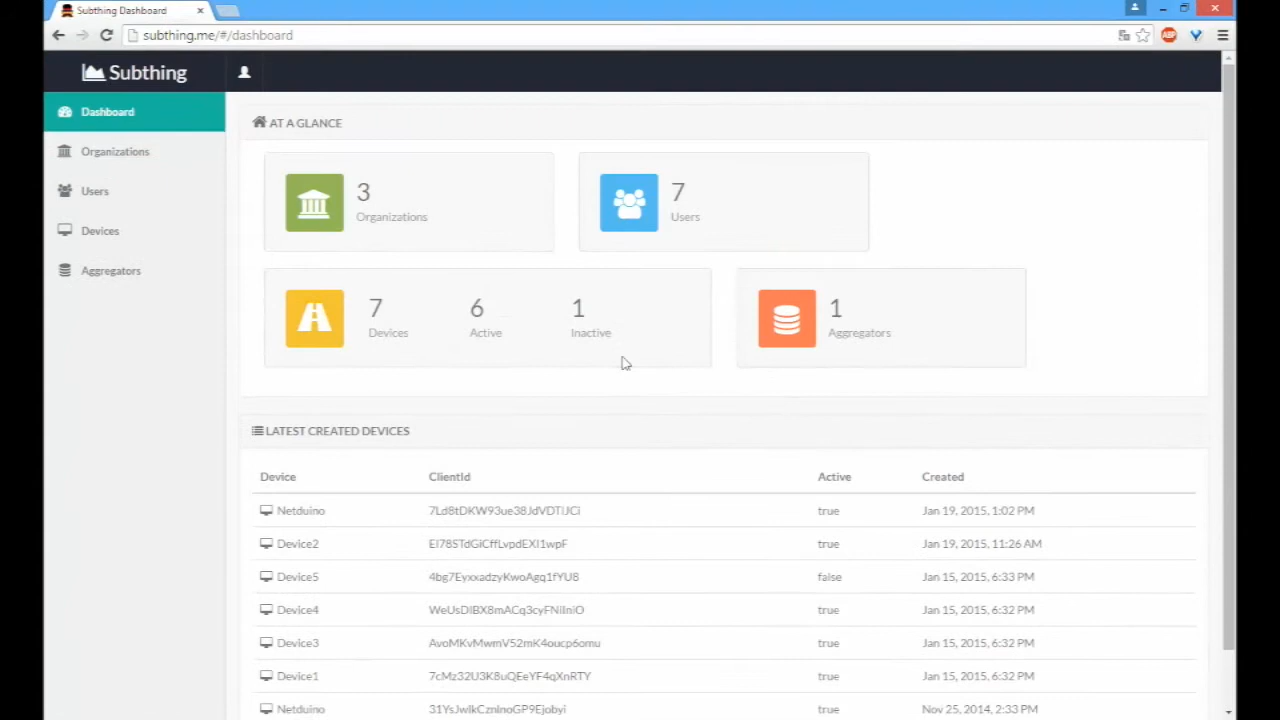 Subthing Dashboard
subthing.me/#/dashboard
ABP
Subthing
Dashboard
Organizations
Users
Devices
Aggregators
AT A GLANCE
3
Organizations
7
Users
7
Devices
6
Active
1
Inactive
1
Aggregators
LATEST CREATED DEVICES
Device ClientId Active Created
Netduino true Jan 19, 2015, 1:02 PM
Device2 true Jan 19, 2015, 11:26 AM
Device5 4bg7EyxxadzyKwoAgq1fYU8 false Jan 15, 2015, 6:33 PM
Device4 true Jan 15, 2015, 6:32 PM
Device3 AvoMKvMwmV52mK4oucp6omu true Jan 15, 2015, 6:32 PM
Device1 7cMz32U3K8uQEeYF4qXnRTY true Jan 15, 2015, 6:32 PM
Netduino true Nov 25, 2014, 2:33 PM